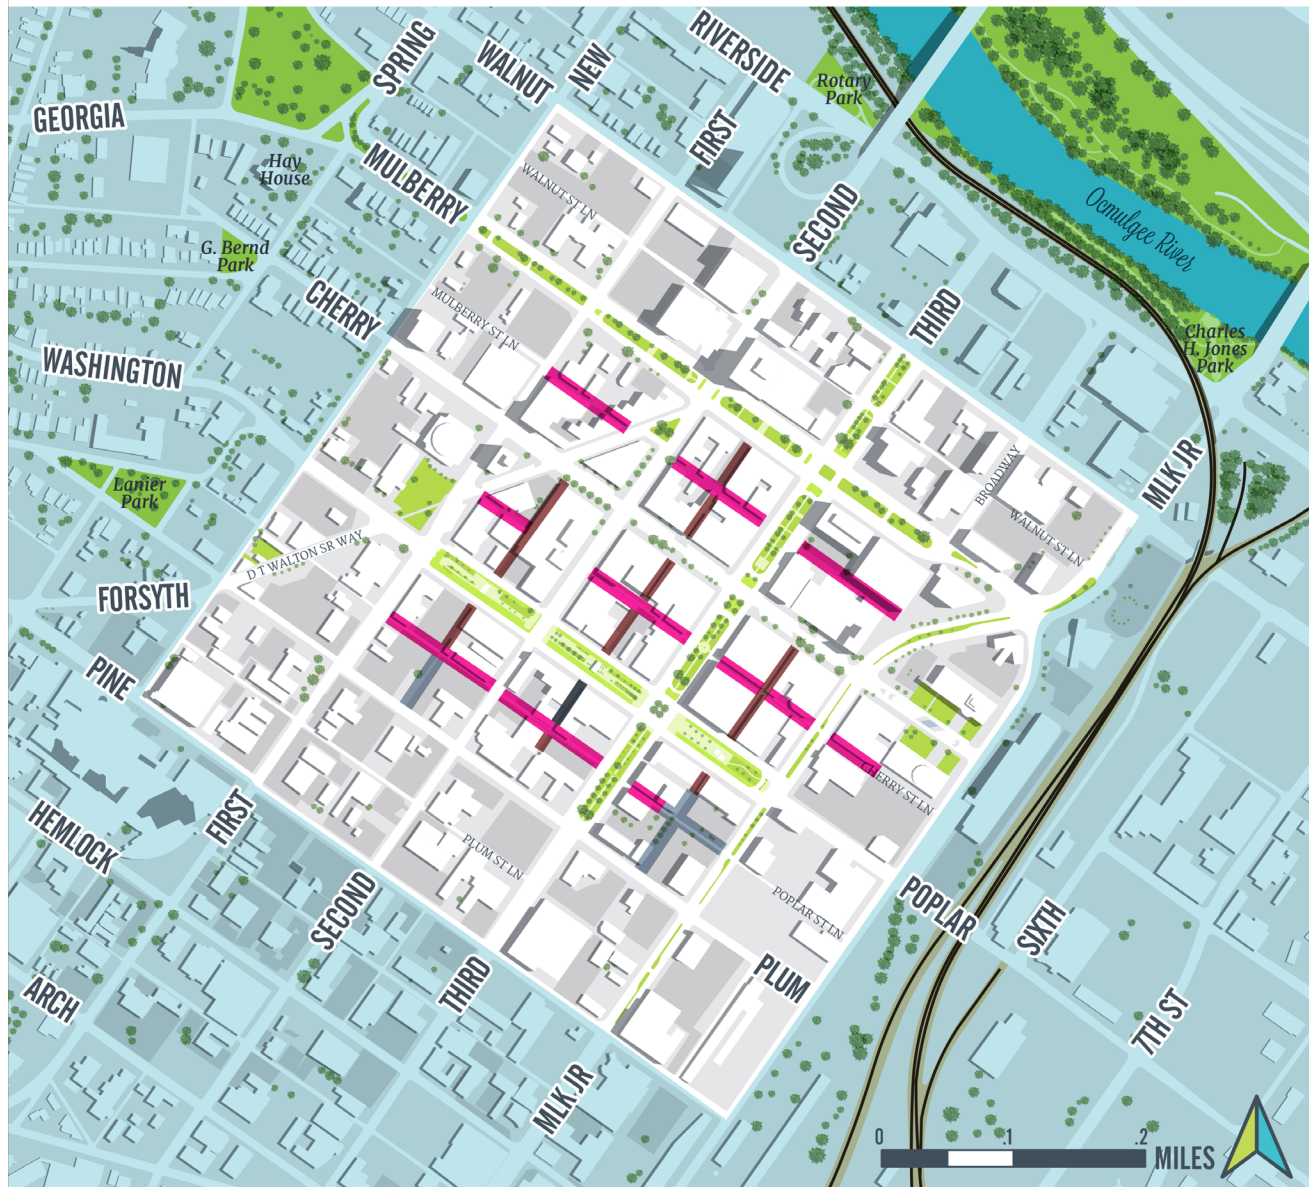 RIVERSIDE
SPRING
WALNUT
NEW
Rotary
Park
GEORGIA
FIRST
Hay
House
MULBERRY
WALNUT ST LN
SECOND
Ocmulgee River
G. Bernd
Park
CHERRY
MULBERRY ST LN
THIRD
Charles
H. Jones
Park
WASHINGTON
BROADWAY
MLK JR
Lanier
Park
WALNUT ST LN
D T WALTON SR WAY
FORSYTH
PINE
CHERRY ST LN
HEMLOCK
FIRST
PLUM ST LN
POPLAR ST LN
POPLAR
SIXTH
SECOND
ARCH
THIRD
PLUM
7TH ST
MLK JR
0 .1 .2
MILES